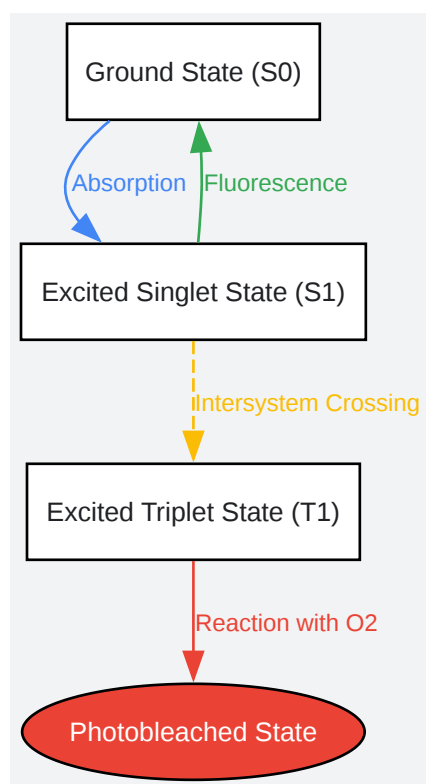 Ground State (S0)
Absorption
Fluorescence
Excited Singlet State (S1)
Intersystem Crossing
Excited Triplet State (T1)
Reaction with O2
Photobleached State